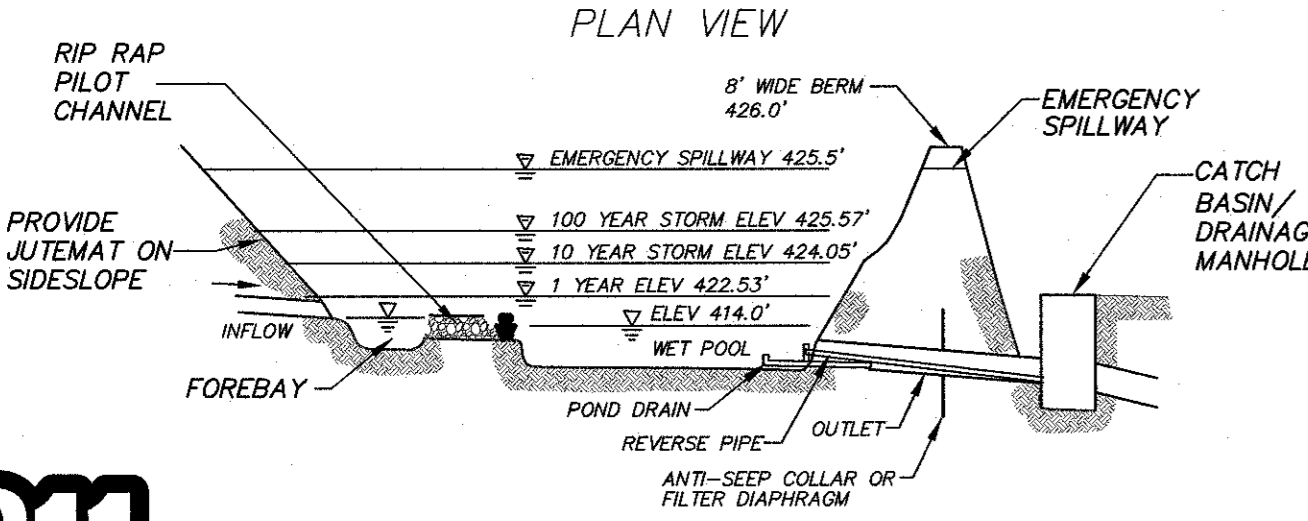 PLAN VIEW
RIP RAP
PILOT
CHANNEL
8' WIDE BERM
426.0'
EMERGENCY
SPILLWAY
EMERGENCY SPILLWAY 425.5'
CATCH
BASIN/
DRAINAG
MANHOLE
PROVIDE
JUTEMAT ON
SIDESLOPE
100 YEAR STORM ELEV 425.57'
10 YEAR STORM ELEV 424.05'
1 YEAR ELEV 422.53'
ELEV 414.0'
INFLOW
WET POOL
FOREBAY
POND DRAIN
REVERSE PIPE
OUTLET
ANTI-SEEP COLLAR OR
FILTER DIAPHRAGM